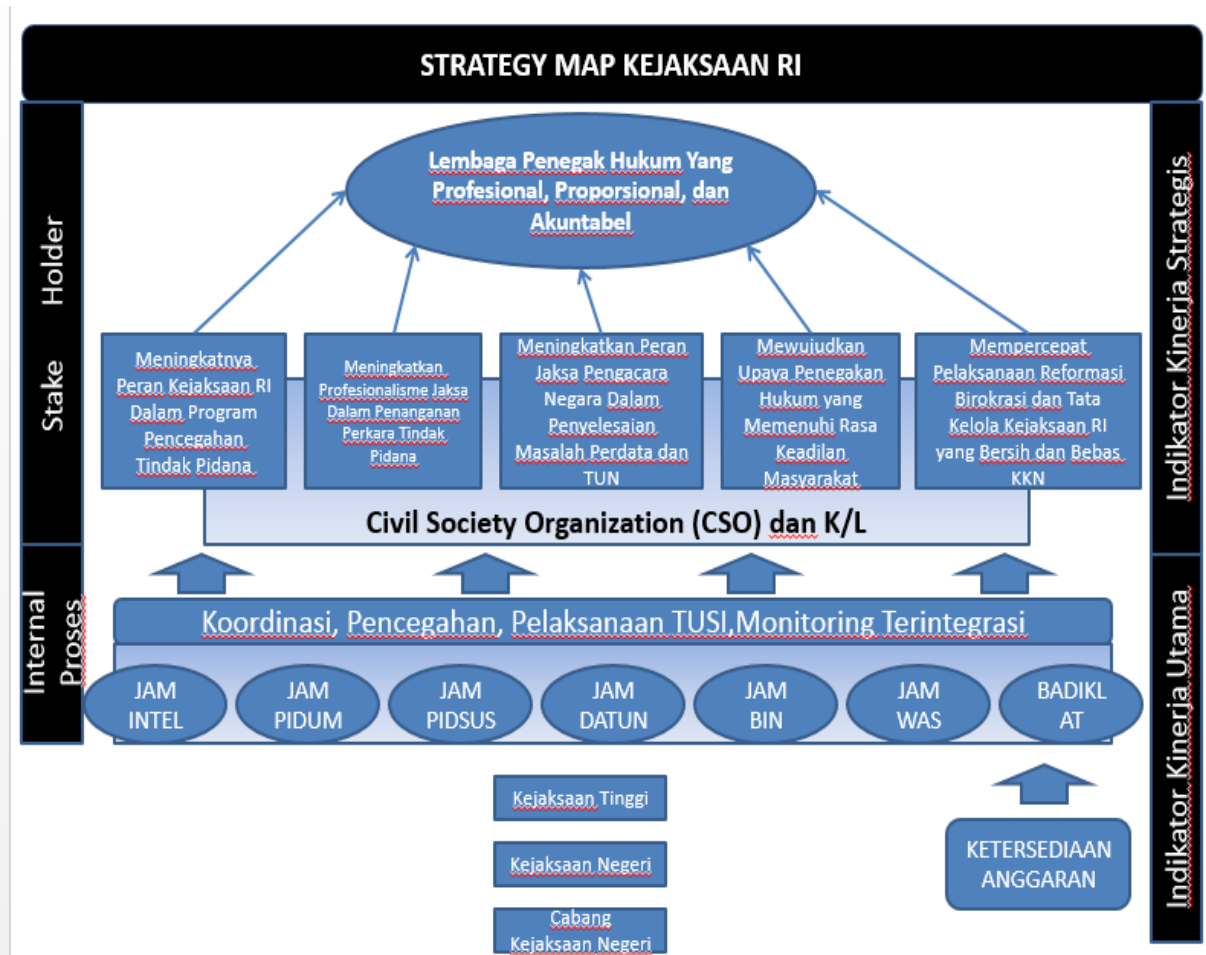 STRATEGY MAP KEJAKSAAN RI
Stake Holder
Indikator Kinerja Strategis
Lembaga Penegak Hukum Yang
Profesional, Proporsional, dan
Akuntabel
Meningkatnya
Peran Kejaksaan RI
Dalam Program
Pencegahan
Tindak Pidana
Meningkatkan
Profesionalisme Jaksa
Dalam Penanganan
Perkara Tindak
Pidana
Meningkatkan Peran
Jaksa Pengacara
Negara Dalam
Penyelesaian
Masalah Perdata dan
TUN
Mewujudkan
Upaya Penegakan
Hukum yang
Memenuhi Rasa
Keadilan
Masyarakat
Mempercepat
Pelaksanaan Reformasi
Birokrasi dan Tata
Kelola Kejaksaan RI
yang Bersih dan Bebas
KKN
Civil Society Organization (CSO) dan K/L
Internal
Proses
Indikator Kinerja Utama
Koordinasi, Pencegahan, Pelaksanaan TUSI,Monitoring Terintegrasi
JAM
INTEL
JAM
PIDUM
JAM
PIDSUS
JAM
DATUN
JAM
BIN
JAM
WAS
BADIKL
AT
Kejaksaan Tinggi
Kejaksaan Negeri
Cabang
Kejaksaan Negeri
KETERSEDIAAN
ANGGARAN